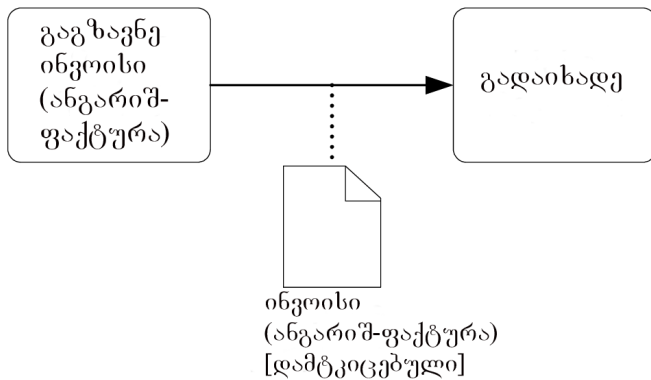 გაგზავნე
ინვოისი
(ანგარიშ-
ფაქტურა)
გადაიხადე
ინვოისი
(ანგარიშ-ფაქტურა)
[დამტკიცებული]